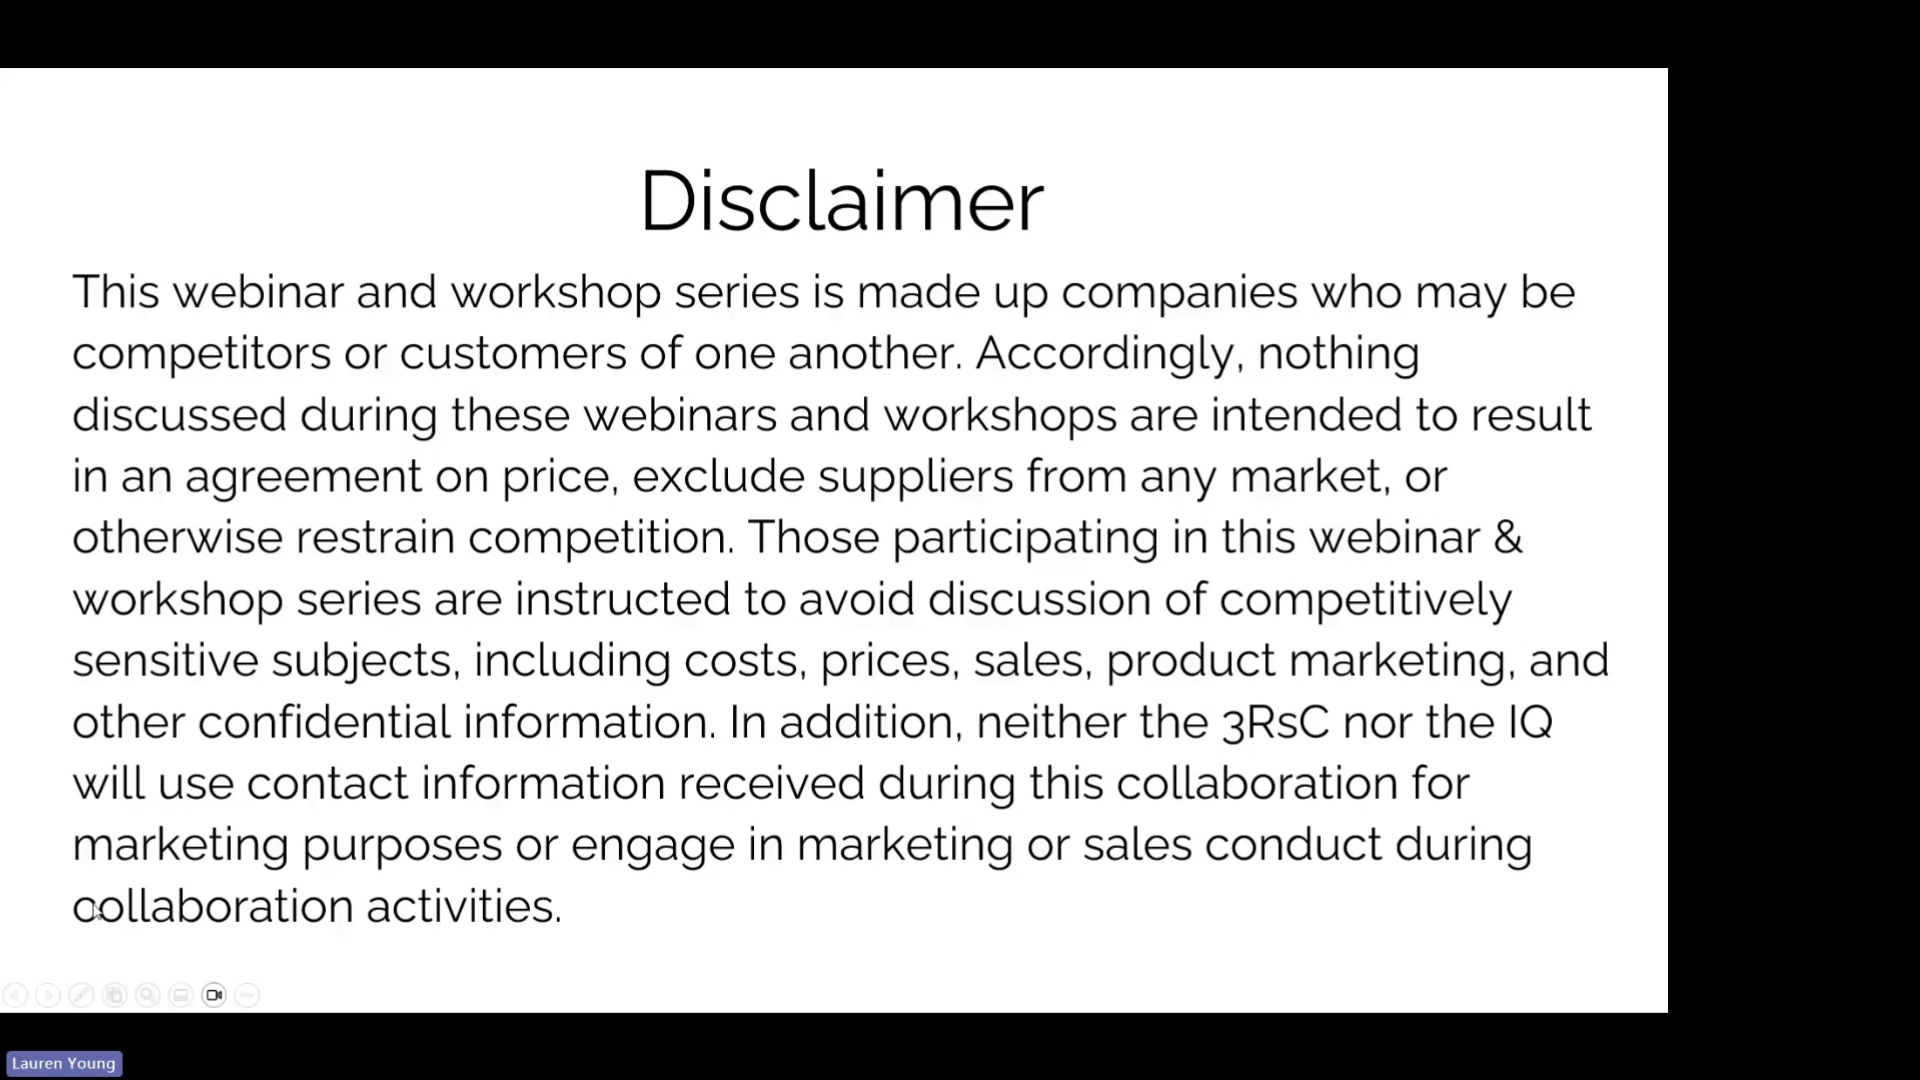 Disclaimer
This webinar and workshop series is made up companies who may be
competitors or customers of one another. Accordingly, nothing
discussed during these webinars and workshops are intended to result
in an agreement on price, exclude suppliers from any market, or
otherwise restrain competition. Those participating in this webinar &
workshop series are instructed to avoid discussion of competitively
sensitive subjects, including costs, prices, sales, product marketing, and
other confidential information. In addition, neither the 3RsC nor the IQ
will use contact information received during this collaboration for
marketing purposes or engage in marketing or sales conduct during
collaboration activities.
Lauren Young